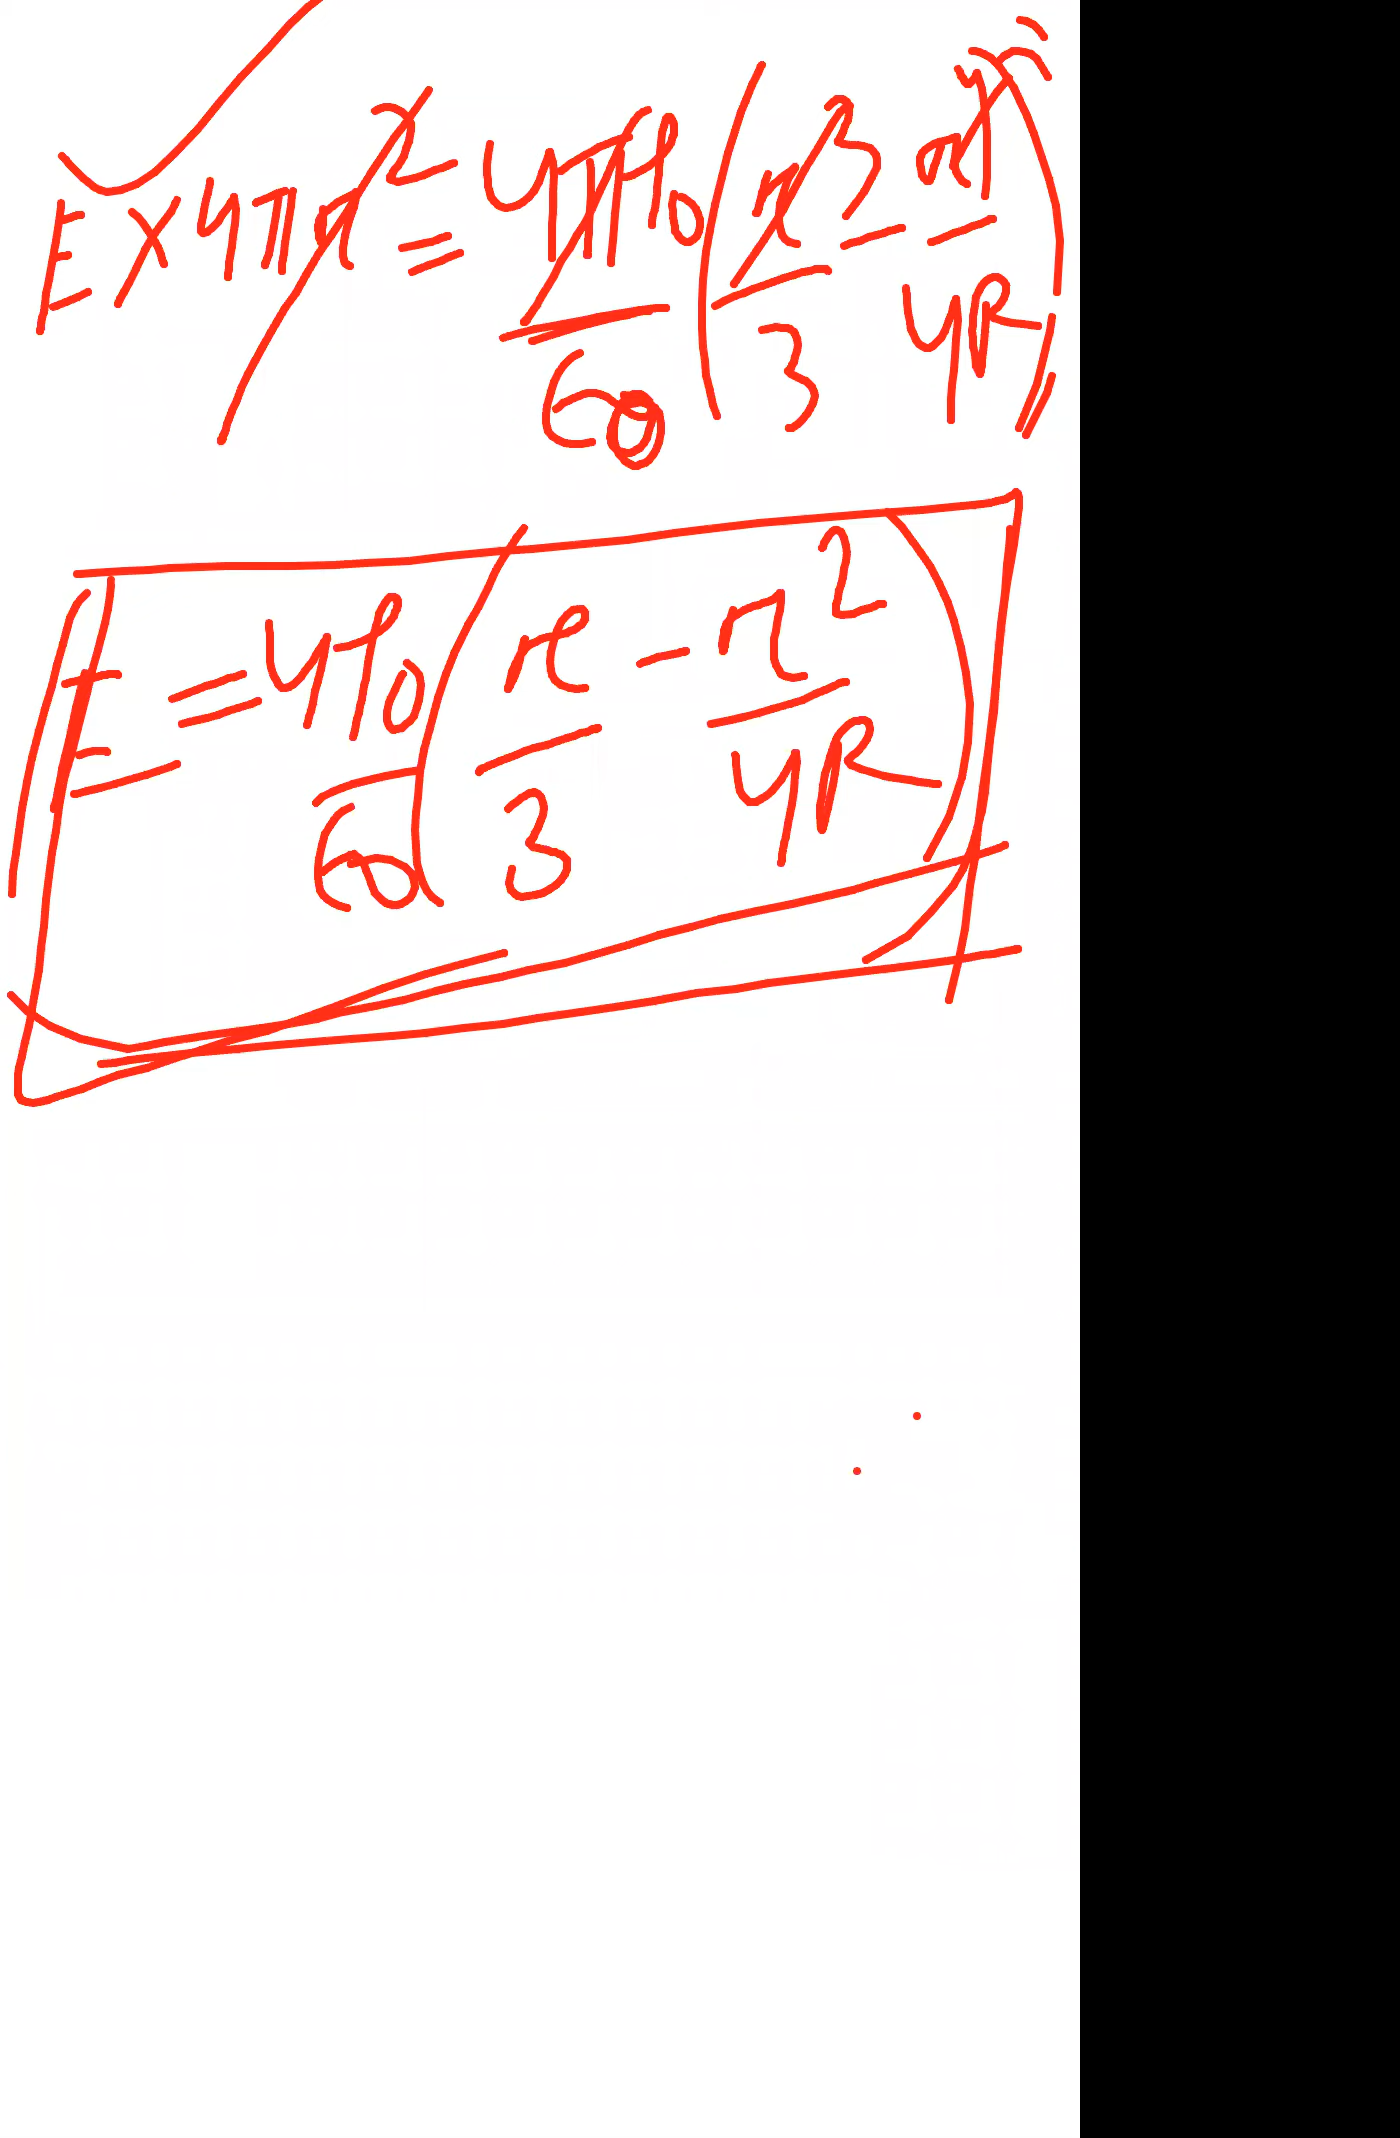 E × 4πr² = 4πρ₀/ε₀ (r³/3 − r⁴/4R)
E = 4ρ₀/ε₀ (r/3 − r²/4R)